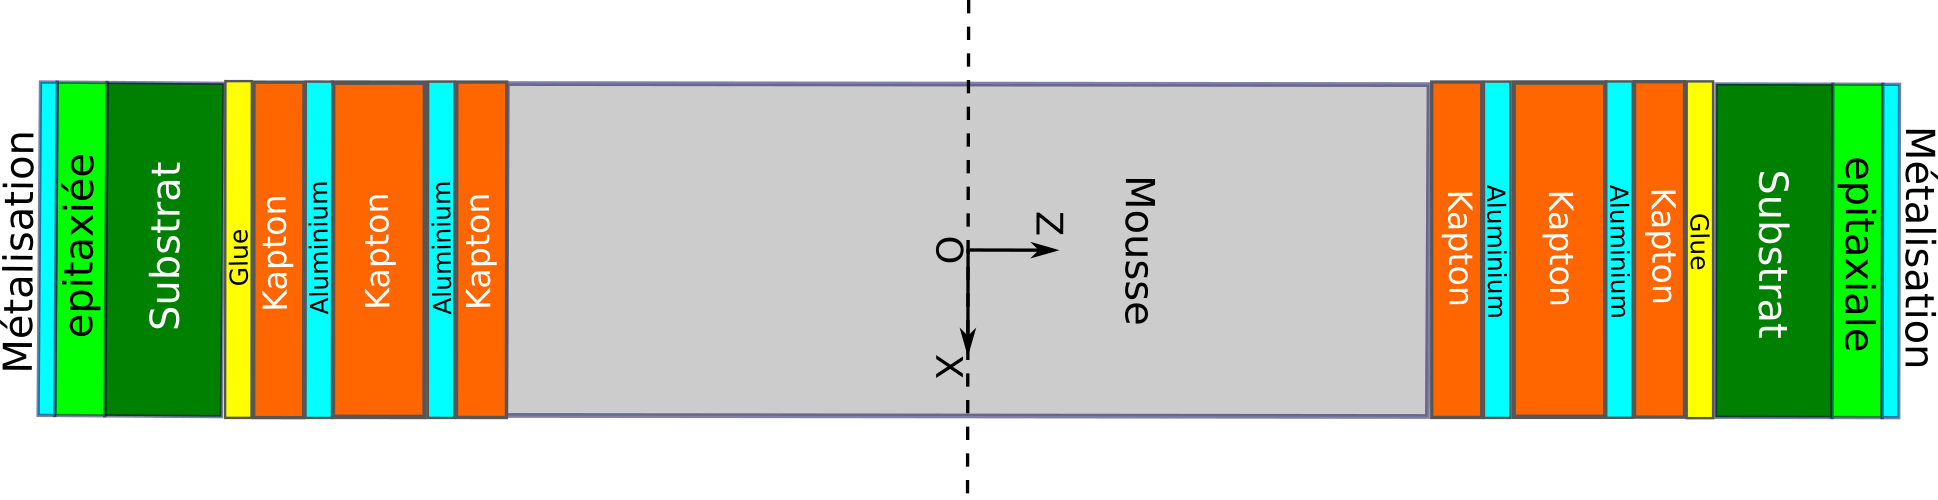 Métalisation
epitaxiée
Substrat
Glue
Kapton
Aluminium
Kapton
Aluminium
Kapton
O
Z
X
Mousse
Kapton
Aluminium
Kapton
Aluminium
Kapton
Glue
Substrat
epitaxiale
Métalisation